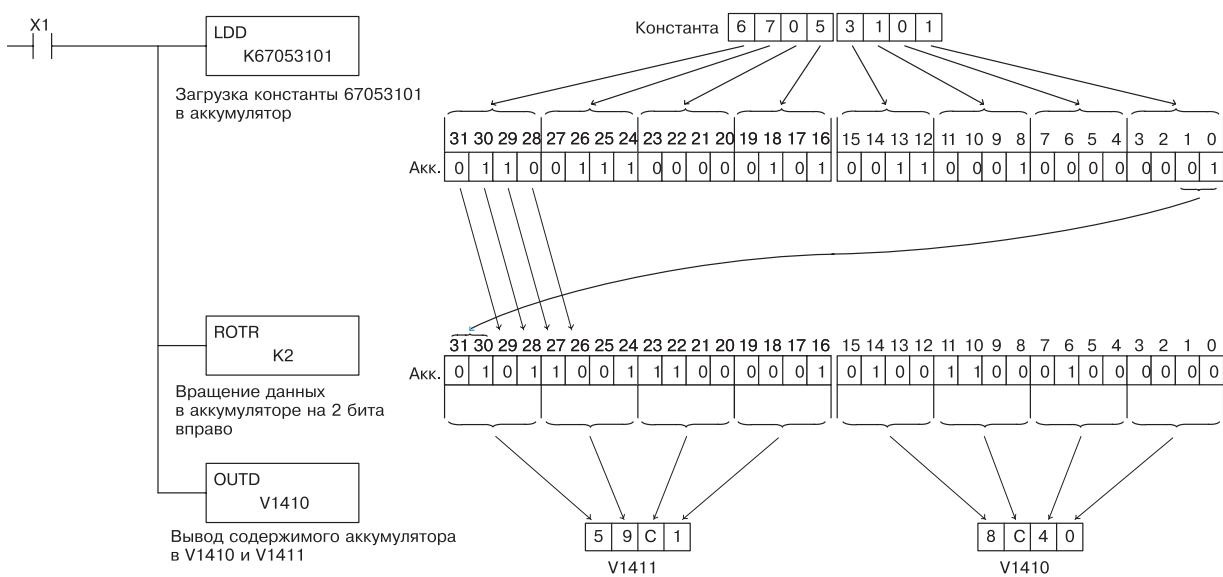 X1
LDD
K67053101
Загрузка константы 67053101
в аккумулятор
Константа 6 7 0 5 3 1 0 1
31 30 29 28 27 26 25 24 23 22 21 20 19 18 17 16 15 14 13 12 11 10 9 8 7 6 5 4 3 2 1 0
Акк. 0 1 1 0 0 1 1 1 0 0 0 0 0 1 0 1 0 0 1 1 0 0 0 1 0 0 0 0 0 0 0 1
ROTR
K2
Вращение данных
в аккумуляторе на 2 бита
вправо
31 30 29 28 27 26 25 24 23 22 21 20 19 18 17 16 15 14 13 12 11 10 9 8 7 6 5 4 3 2 1 0
Акк. 0 1 0 1 1 0 0 1 1 1 0 0 0 0 0 1 0 1 0 0 1 1 0 0 0 1 0 0 0 0 0 0
OUTD
V1410
Вывод содержимого аккумулятора
в V1410 и V1411
5 9 C 1
V1411
8 C 4 0
V1410